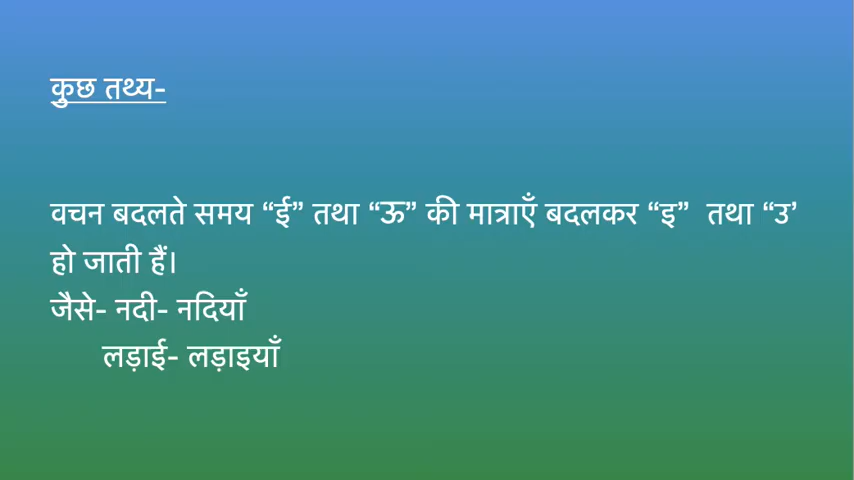 कुछ तथ्य-
वचन बदलते समय “ई” तथा “ऊ” की मात्राएँ बदलकर “इ” तथा “उ’
हो जाती हैं।
जैसे- नदी- नदियाँ
लड़ाई- लड़ाइयाँ